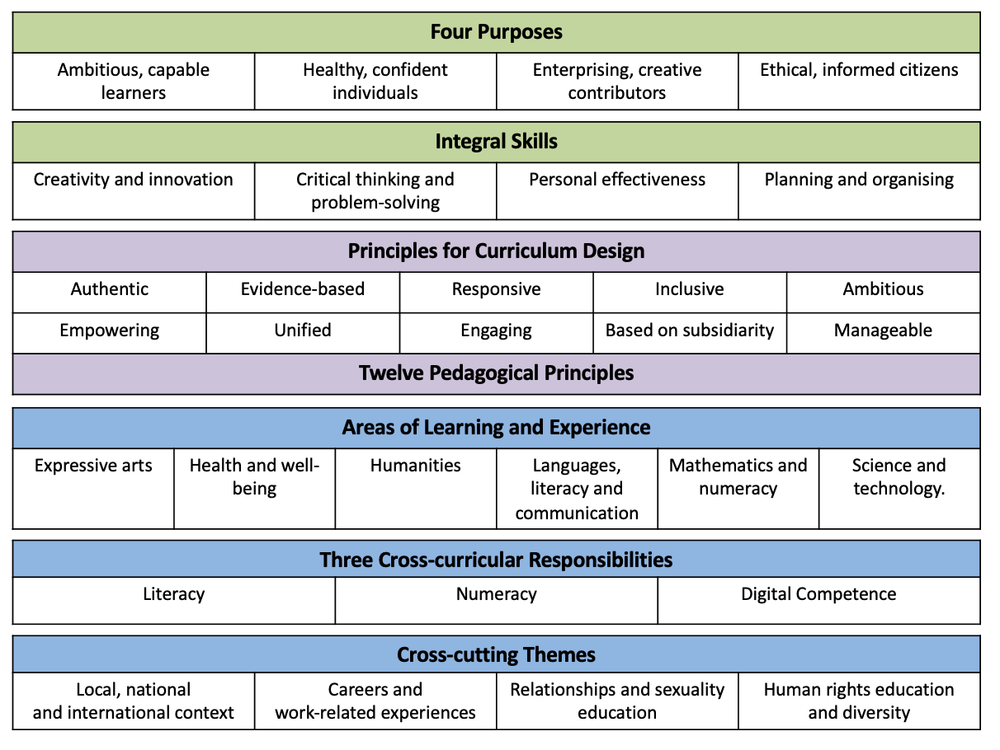 Four Purposes
Ambitious, capable
learners
Healthy, confident
individuals
Enterprising, creative
contributors
Ethical, informed citizens
Integral Skills
Creativity and innovation
Critical thinking and
problem-solving
Personal effectiveness
Planning and organising
Principles for Curriculum Design
Authentic
Evidence-based
Responsive
Inclusive
Ambitious
Empowering
Unified
Engaging
Based on subsidiarity
Manageable
Twelve Pedagogical Principles
Areas of Learning and Experience
Expressive arts
Health and well-
being
Humanities
Languages,
literacy and
communication
Mathematics and
numeracy
Science and
technology.
Three Cross-curricular Responsibilities
Literacy
Numeracy
Digital Competence
Cross-cutting Themes
Local, national
and international context
Careers and
work-related experiences
Relationships and sexuality
education
Human rights education
and diversity